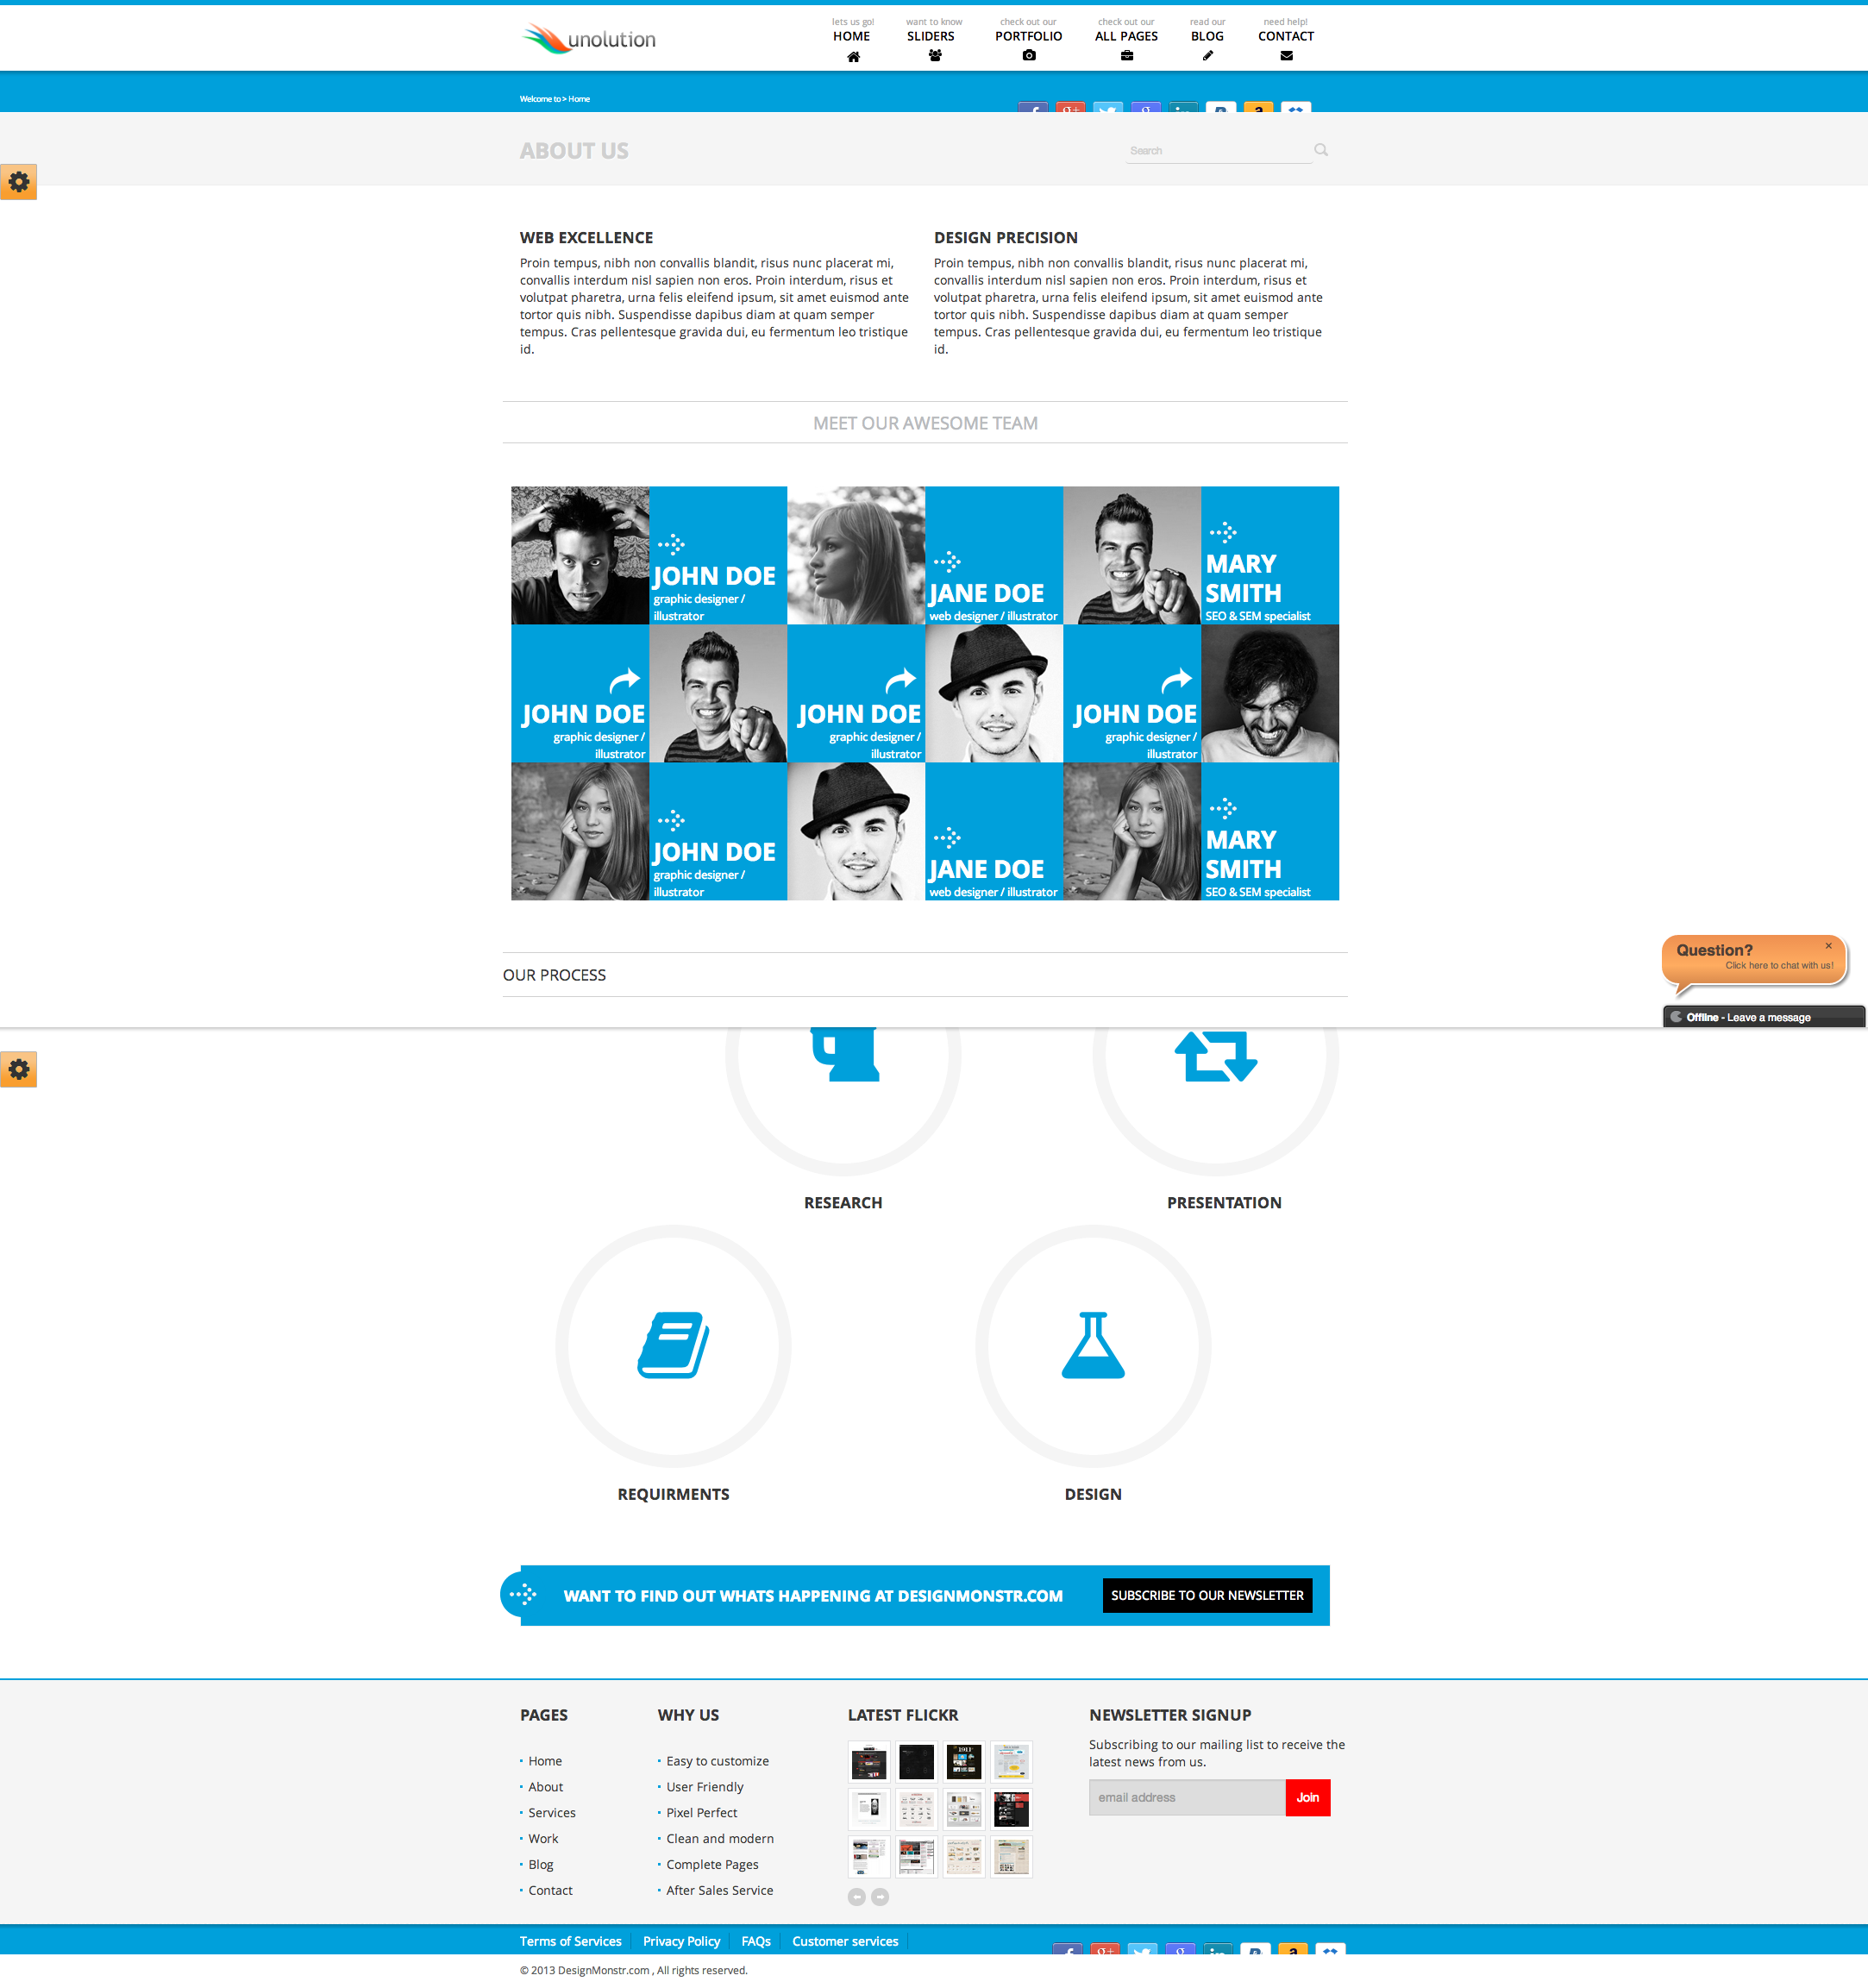 unolution
lets us go!
HOME
want to know
SLIDERS
check out our
PORTFOLIO
check out our
ALL PAGES
read our
BLOG
need help!
CONTACT
Welcome to > Home
ABOUT US
Search
WEB EXCELLENCE
Proin tempus, nibh non convallis blandit, risus nunc placerat mi,
convallis interdum nisl sapien non eros. Proin interdum, risus et
volutpat pharetra, urna felis eleifend ipsum, sit amet euismod ante
tortor quis nibh. Suspendisse dapibus diam at quam semper
tempus. Cras pellentesque gravida dui, eu fermentum leo tristique
id.
DESIGN PRECISION
Proin tempus, nibh non convallis blandit, risus nunc placerat mi,
convallis interdum nisl sapien non eros. Proin interdum, risus et
volutpat pharetra, urna felis eleifend ipsum, sit amet euismod ante
tortor quis nibh. Suspendisse dapibus diam at quam semper
tempus. Cras pellentesque gravida dui, eu fermentum leo tristique
id.
MEET OUR AWESOME TEAM
JOHN DOE
graphic designer /
illustrator
JANE DOE
web designer / illustrator
MARY
SMITH
SEO & SEM specialist
JOHN DOE
graphic designer /
illustrator
JOHN DOE
graphic designer /
illustrator
JOHN DOE
graphic designer /
illustrator
JOHN DOE
graphic designer /
illustrator
JANE DOE
web designer / illustrator
MARY
SMITH
SEO & SEM specialist
OUR PROCESS
Question?
Click here to chat with us!
Offline - Leave a message
RESEARCH
PRESENTATION
REQUIRMENTS
DESIGN
WANT TO FIND OUT WHATS HAPPENING AT DESIGNMONSTR.COM
SUBSCRIBE TO OUR NEWSLETTER
PAGES
Home
About
Services
Work
Blog
Contact
WHY US
Easy to customize
User Friendly
Pixel Perfect
Clean and modern
Complete Pages
After Sales Service
LATEST FLICKR
NEWSLETTER SIGNUP
Subscribing to our mailing list to receive the
latest news from us.
email address
Join
Terms of Services
Privacy Policy
FAQs
Customer services
© 2013 DesignMonstr.com , All rights reserved.